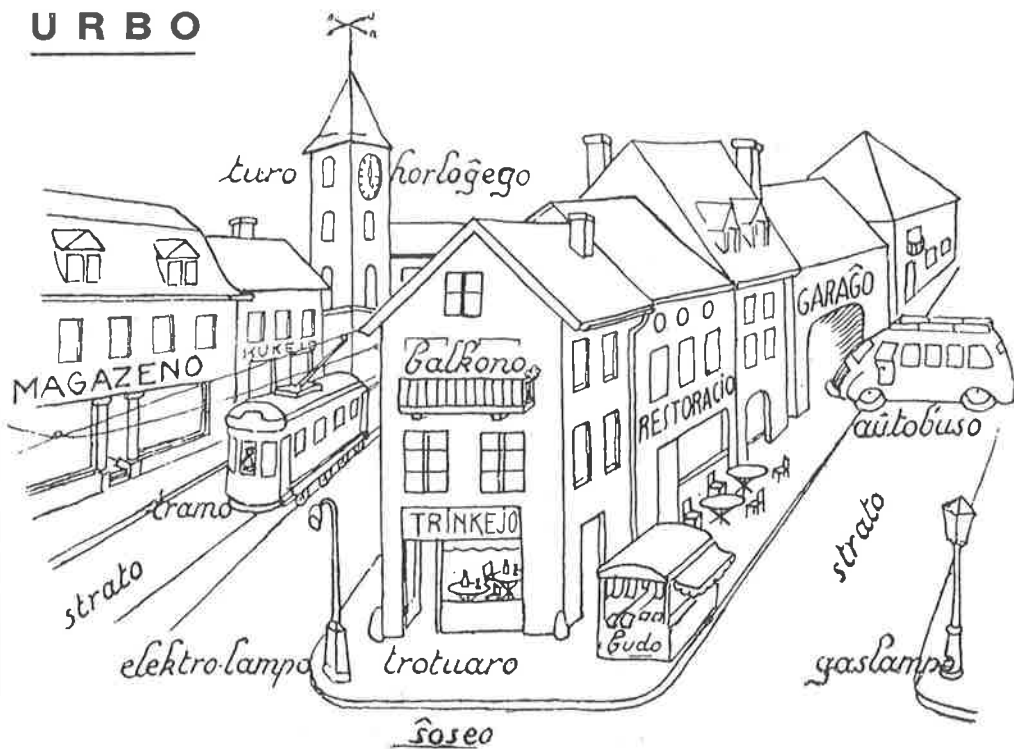 URBO
turo
horloĝego
GARAĜO
balkono
MAGAZENO
RESTORACIO
aŭtobuso
TRINKEJO
tramo
strato
strato
elektro-lampo
trotuaro
budo
gaslampo
ŝoseo